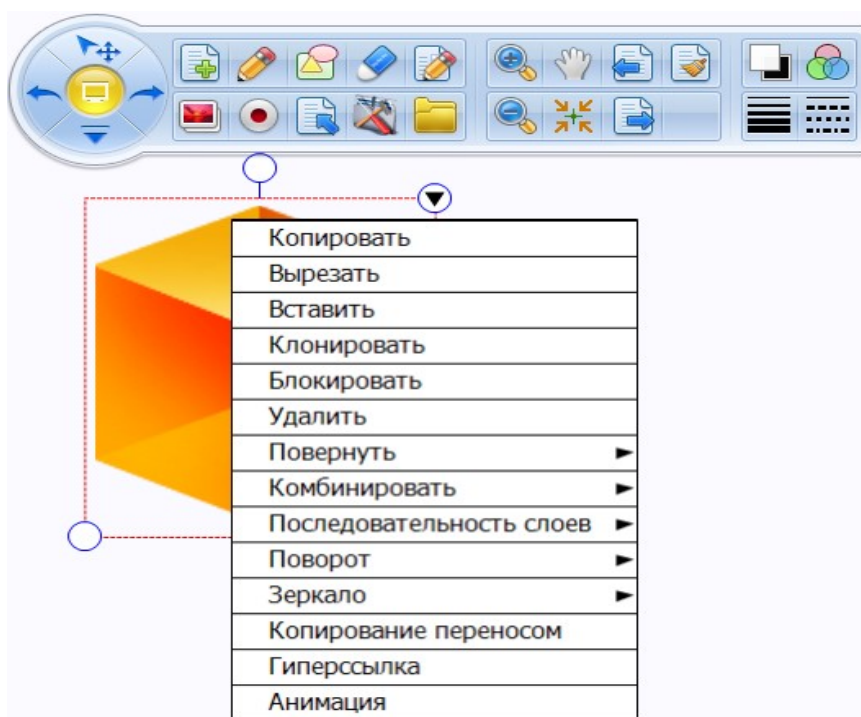 Копировать
Вырезать
Вставить
Клонировать
Блокировать
Удалить
Повернуть
Комбинировать
Последовательность слоев
Поворот
Зеркало
Копирование переносом
Гиперссылка
Анимация